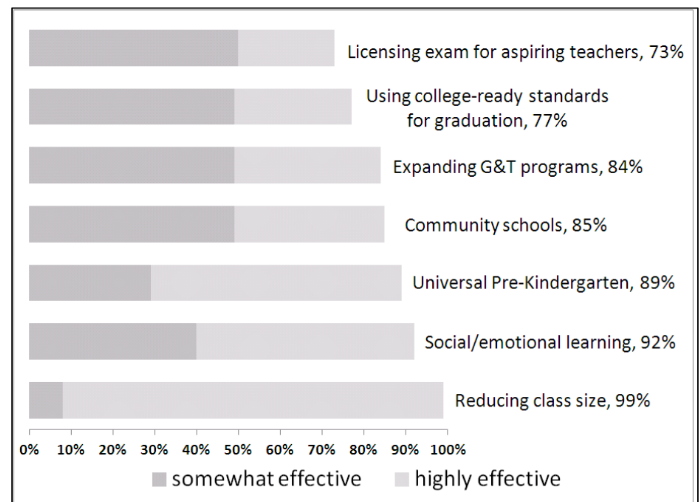 Licensing exam for aspiring teachers, 73%
Using college-ready standards
for graduation, 77%
Expanding G&T programs, 84%
Community schools, 85%
Universal Pre-Kindergarten, 89%
Social/emotional learning, 92%
Reducing class size, 99%
0% 10% 20% 30% 40% 50% 60% 70% 80% 90% 100%
somewhat effective highly effective